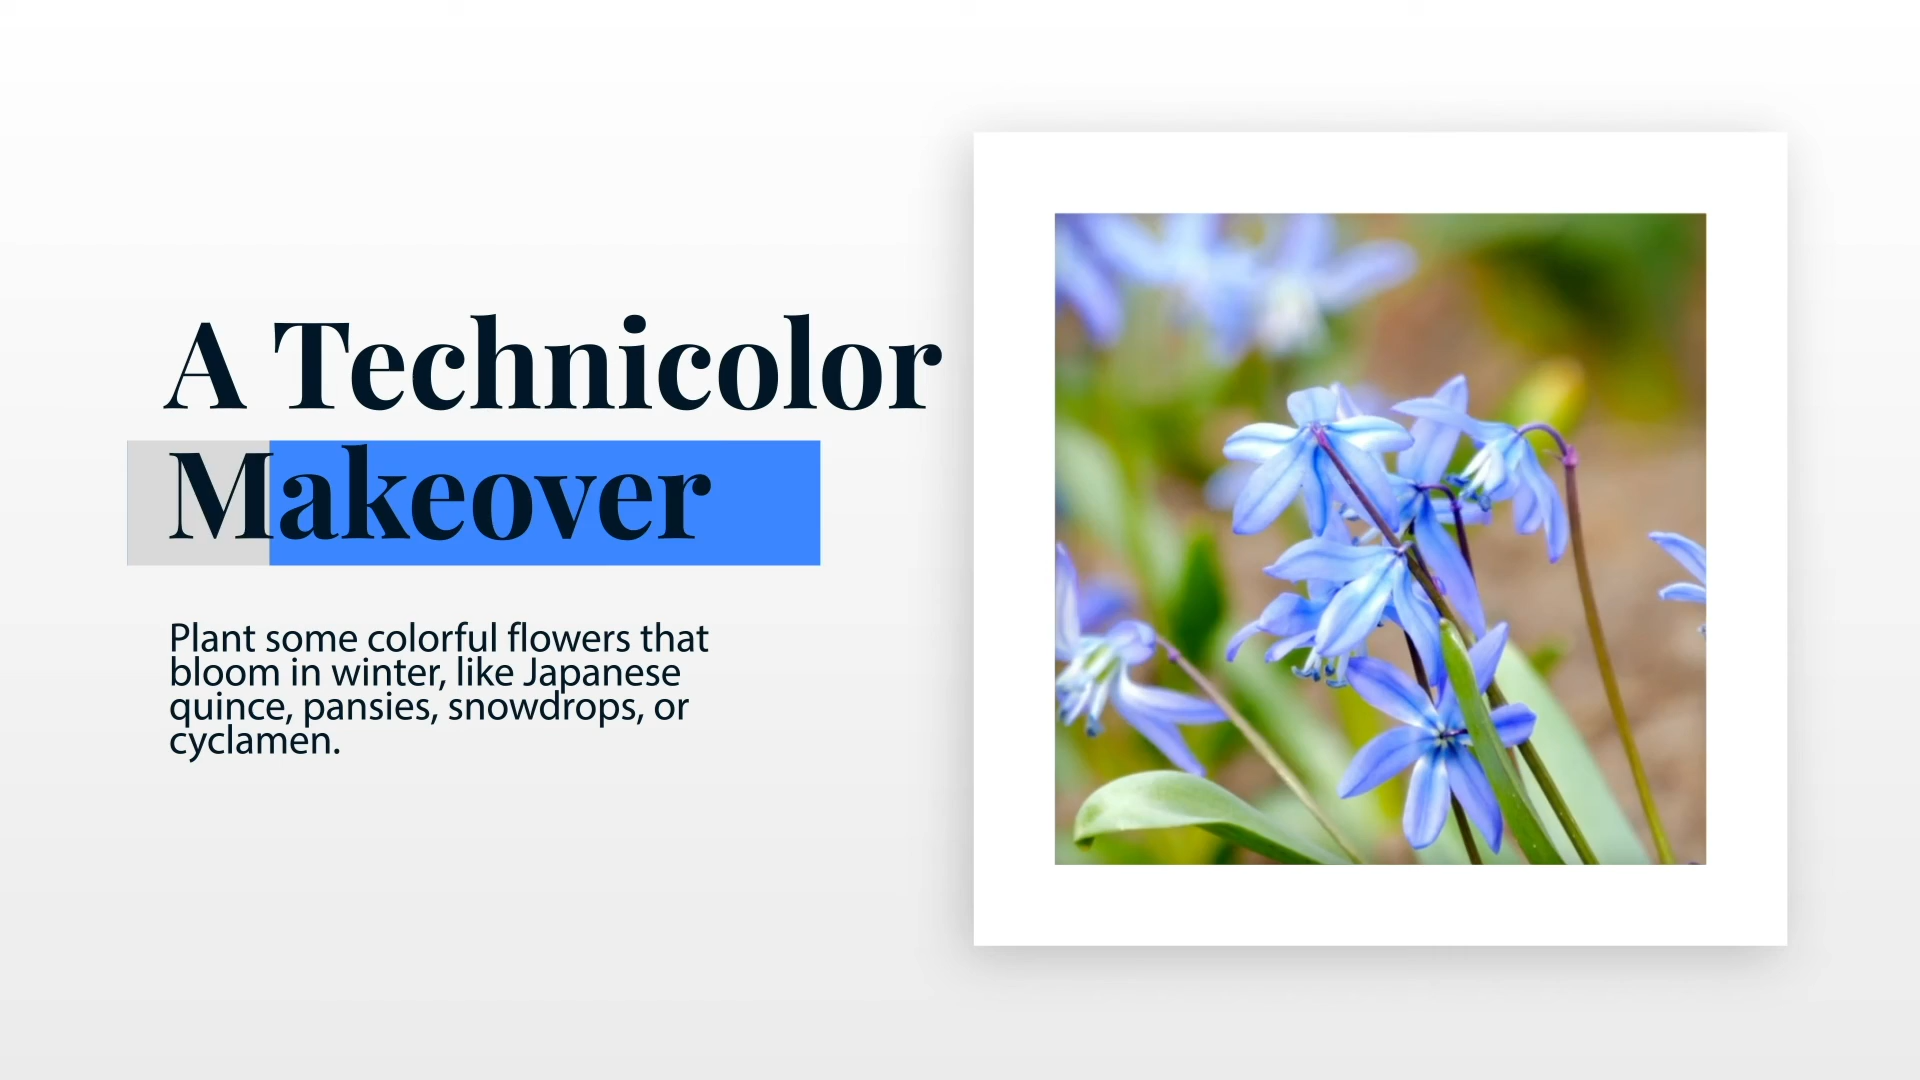 A Technicolor
Makeover
Plant some colorful flowers that
bloom in winter, like Japanese
quince, pansies, snowdrops, or
cyclamen.